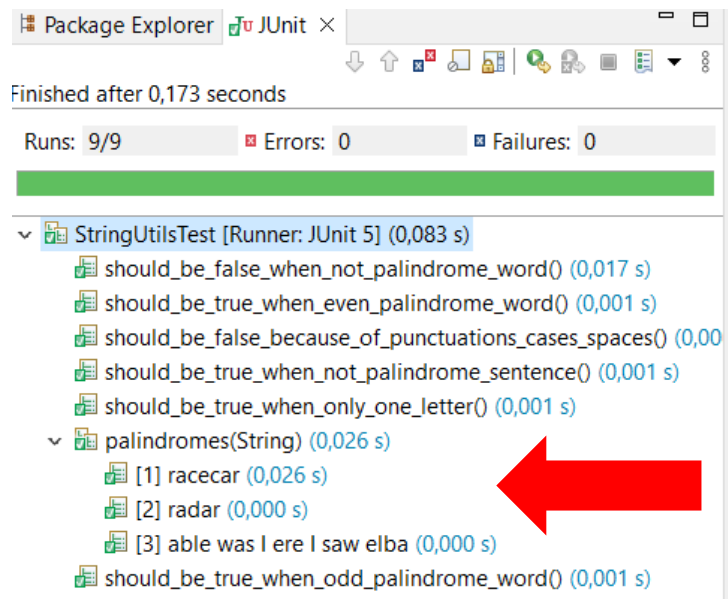 Package Explorer JUnit
Finished after 0,173 seconds
Runs: 9/9 Errors: 0 Failures: 0
StringUtilsTest [Runner: JUnit 5] (0,083 s)
should_be_false_when_not_palindrome_word() (0,017 s)
should_be_true_when_even_palindrome_word() (0,001 s)
should_be_false_because_of_punctuations_cases_spaces() (0,00
should_be_true_when_not_palindrome_sentence() (0,001 s)
should_be_true_when_only_one_letter() (0,001 s)
palindromes(String) (0,026 s)
[1] racecar (0,026 s)
[2] radar (0,000 s)
[3] able was I ere I saw elba (0,000 s)
should_be_true_when_odd_palindrome_word() (0,001 s)